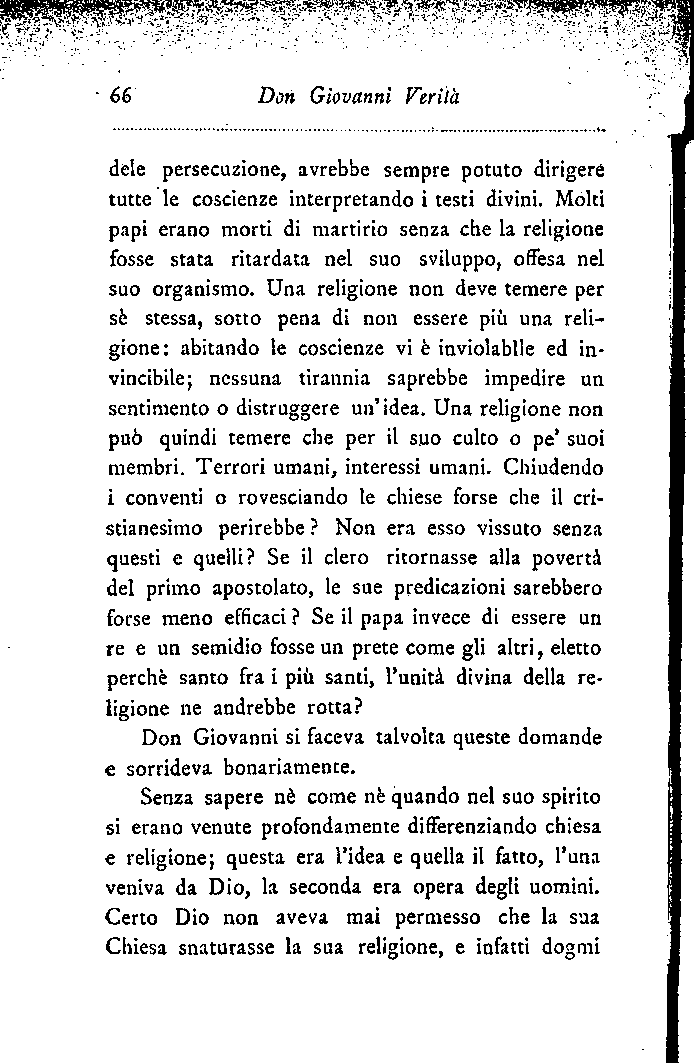 66 Don Giovanni Verità
dele persecuzione, avrebbe sempre potuto dirigere
tutte le coscienze interpretando i testi divini. Molti
papi erano morti di martirio senza che la religione
fosse stata ritardata nel suo sviluppo, offesa nel
suo organismo. Una religione non deve temere per
sè stessa, sotto pena di non essere più una reli-
gione: abitando le coscienze vi è inviolablle ed in-
vincibile; nessuna tirannia saprebbe impedire un
sentimento o distruggere un'idea. Una religione non
può quindi temere che per il suo culto o pe' suoi
membri. Terrori umani, interessi umani. Chiudendo
i conventi o rovesciando le chiese forse che il cri-
stianesimo perirebbe? Non era esso vissuto senza
questi e quelli? Se il clero ritornasse alla povertà
del primo apostolato, le sue predicazioni sarebbero
forse meno efficaci? Se il papa invece di essere un
re e un semidio fosse un prete come gli altri, eletto
perchè santo fra i più santi, l'unità divina della re-
ligione ne andrebbe rotta?
Don Giovanni si faceva talvolta queste domande
e sorrideva bonariamente.
Senza sapere nè come nè quando nel suo spirito
si erano venute profondamente differenziando chiesa
e religione; questa era l'idea e quella il fatto, l'una
veniva da Dio, la seconda era opera degli uomini.
Certo Dio non aveva mai permesso che la sua
Chiesa snaturasse la sua religione, e infatti dogmi